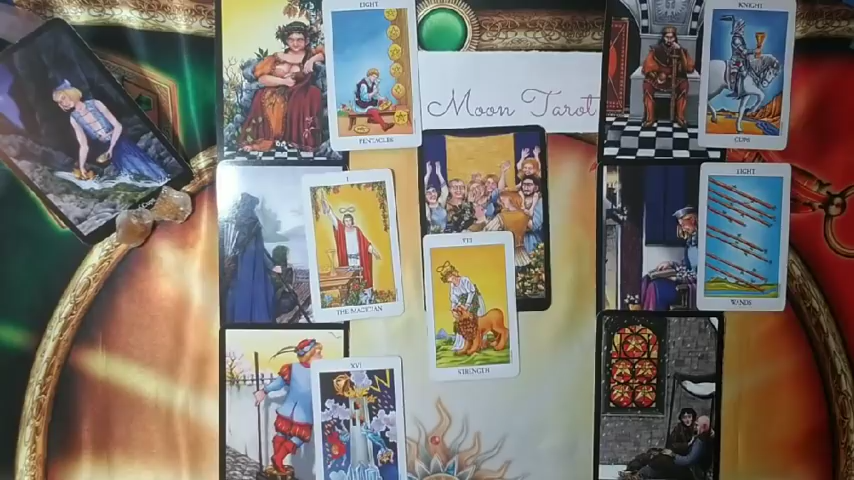 EIGHT
PENTACLES
Moon Tarot
KNIGHT
CUPS
I
THE MAGICIAN
EIGHT
WANDS
VIII
STRENGTH
XVI